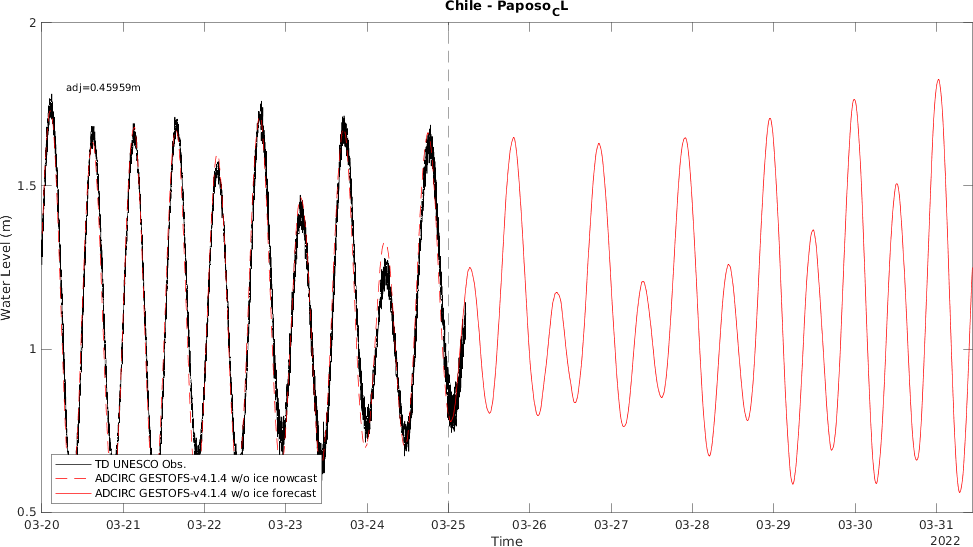 Chile - Paposo_CL
adj=0.45959m
2
1.5
1
0.5
Water Level (m)
TD UNESCO Obs.
ADCIRC GESTOFS-v4.1.4 w/o ice nowcast
ADCIRC GESTOFS-v4.1.4 w/o ice forecast
03-20 03-21 03-22 03-23 03-24 03-25 03-26 03-27 03-28 03-29 03-30 03-31
Time
2022